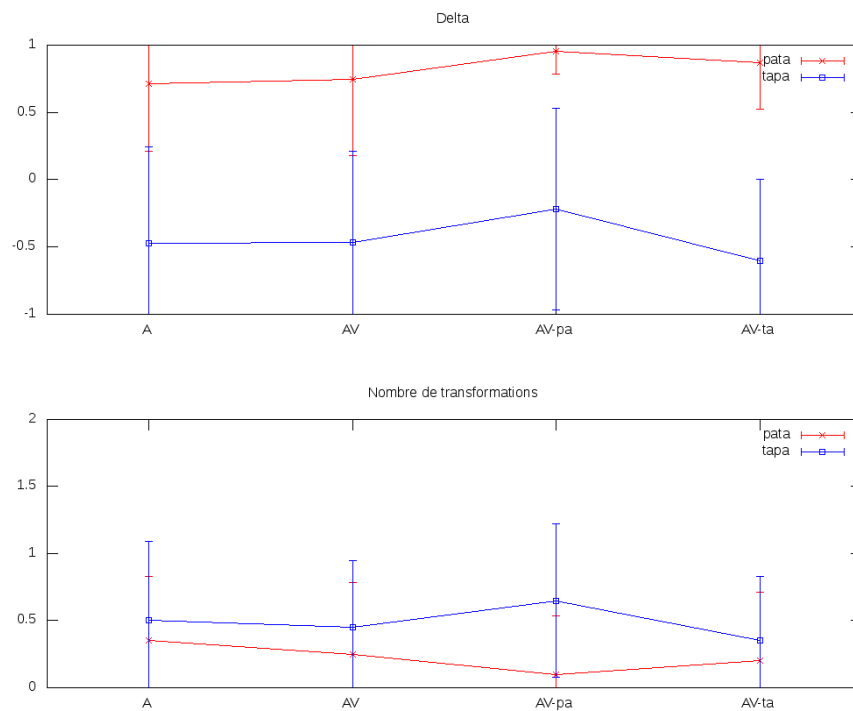 Delta
1
pata
tapa
0.5
0
-0.5
-1
A AV AV-pa AV-ta
Nombre de transformations
2
pata
tapa
1.5
1
0.5
0
A AV AV-pa AV-ta